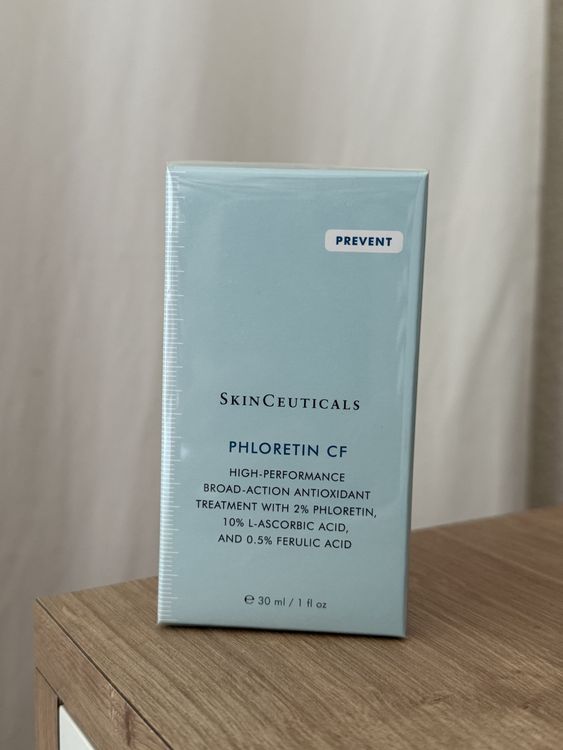 PREVENT
SKINCEUTICALS
PHLORETIN CF
HIGH-PERFORMANCE
BROAD-ACTION ANTIOXIDANT
TREATMENT WITH 2% PHLORETIN,
10% L-ASCORBIC ACID,
AND 0.5% FERULIC ACID
℮ 30 ml / 1 fl oz